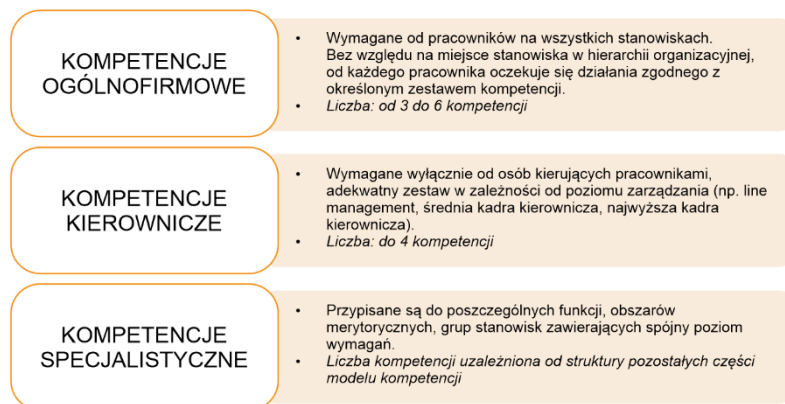 KOMPETENCJE
OGÓLNOFIRMOWE
• Wymagane od pracowników na wszystkich stanowiskach.
Bez względu na miejsce stanowiska w hierarchii organizacyjnej,
od każdego pracownika oczekuje się działania zgodnego z
określonym zestawem kompetencji.
• Liczba: od 3 do 6 kompetencji
KOMPETENCJE
KIEROWNICZE
• Wymagane wyłącznie od osób kierujących pracownikami,
adekwatny zestaw w zależności od poziomu zarządzania (np. line
management, średnia kadra kierownicza, najwyższa kadra
kierownicza).
• Liczba: do 4 kompetencji
KOMPETENCJE
SPECJALISTYCZNE
• Przypisane są do poszczególnych funkcji, obszarów
merytorycznych, grup stanowisk zawierających spójny poziom
wymagań.
• Liczba kompetencji uzależniona od struktury pozostałych części
modelu kompetencji